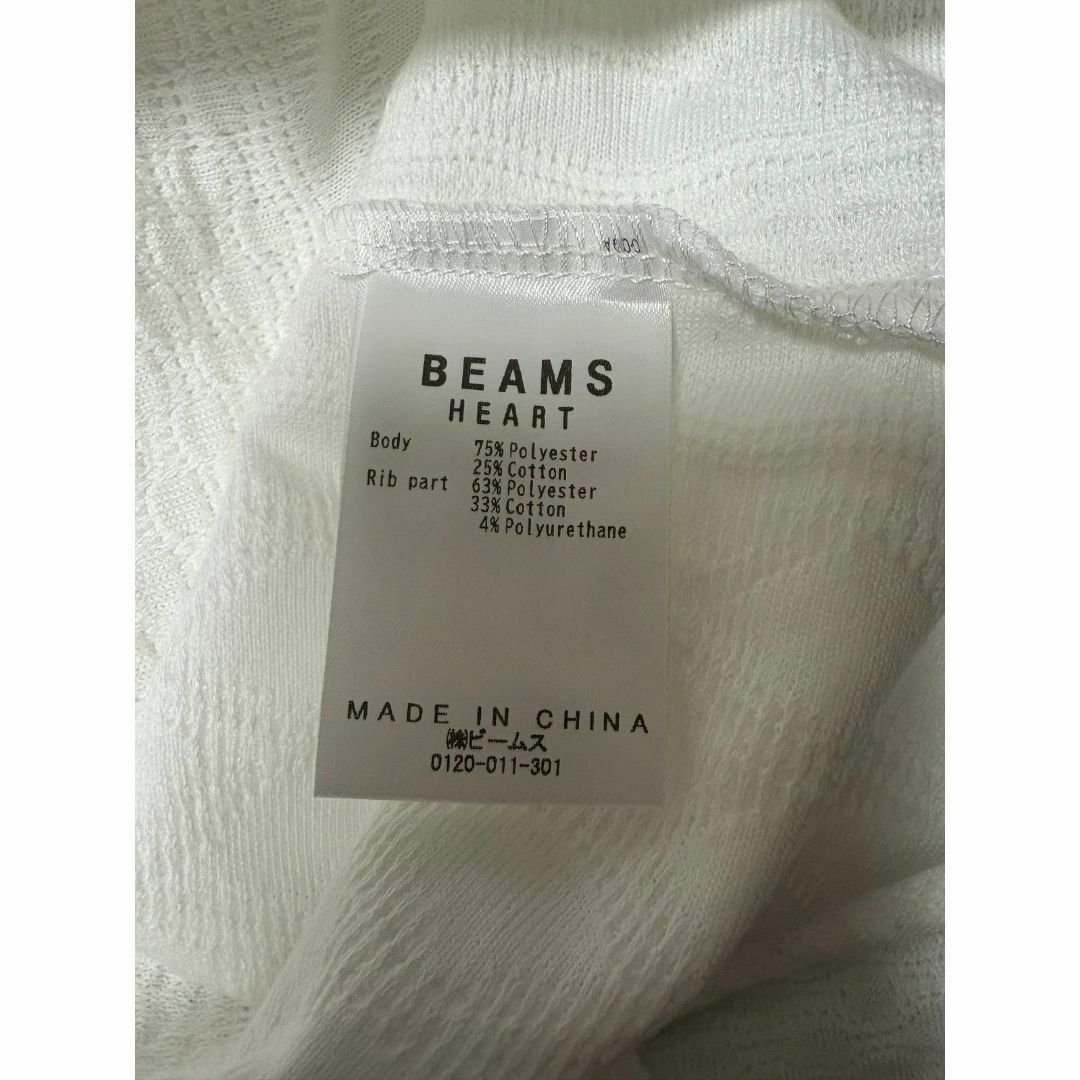 BEAMS
HEART
Body 75% Polyester
25% Cotton
Rib part 63% Polyester
33% Cotton
4% Polyurethane
MADE IN CHINA
㈱ビームス
0120-011-301